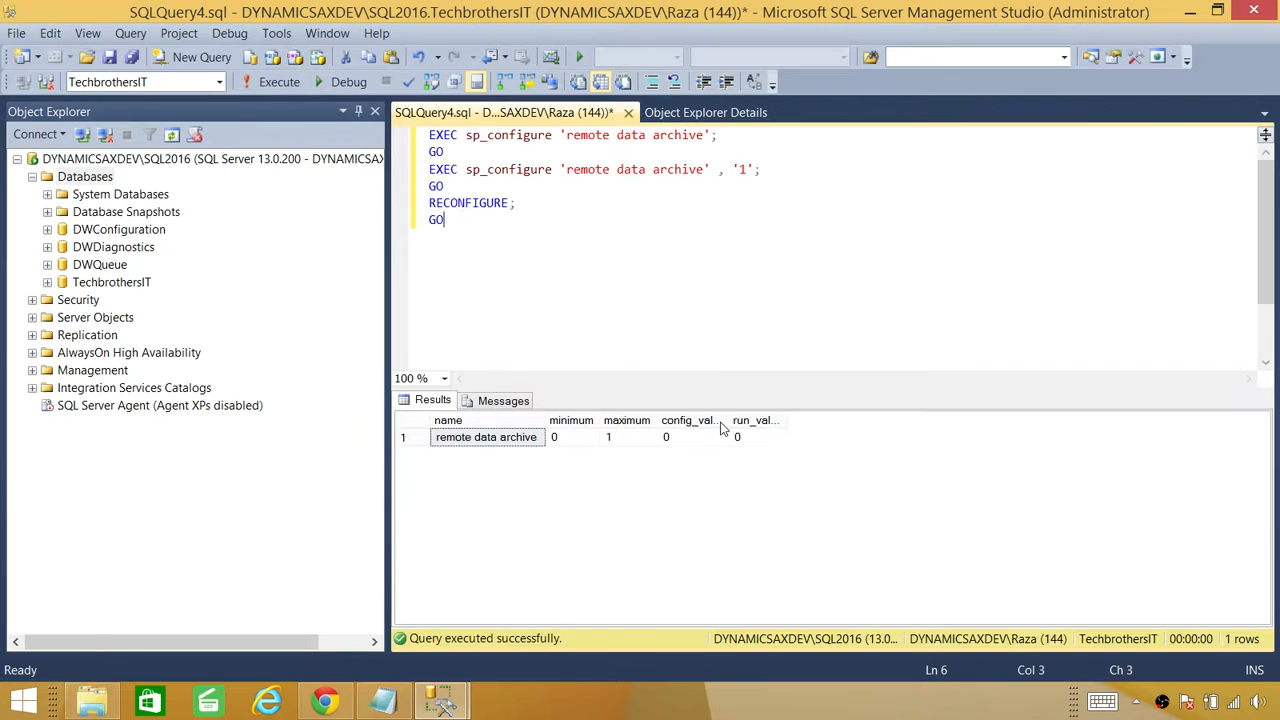 SQLQuery4.sql - DYNAMICSAXDEV\SQL2016.TechbrothersIT (DYNAMICSAXDEV\Raza (144))* - Microsoft SQL Server Management Studio (Administrator)
File Edit View Query Project Debug Tools Window Help
New Query
TechbrothersIT Execute Debug
Object Explorer
SQLQuery4.sql - D...SAXDEV\Raza (144))* Object Explorer Details
Connect
DYNAMICSAXDEV\SQL2016 (SQL Server 13.0.200 - DYNAMICSAX
Databases
System Databases
Database Snapshots
DWConfiguration
DWDiagnostics
DWQueue
TechbrothersIT
Security
Server Objects
Replication
AlwaysOn High Availability
Management
Integration Services Catalogs
SQL Server Agent (Agent XPs disabled)
EXEC sp_configure 'remote data archive';
GO
EXEC sp_configure 'remote data archive' , '1';
GO
RECONFIGURE;
GO
100 %
Results Messages
name minimum maximum config_val... run_val...
1 remote data archive 0 1 0 0
Query executed successfully. DYNAMICSAXDEV\SQL2016 (13.0... DYNAMICSAXDEV\Raza (144) TechbrothersIT 00:00:00 1 rows
Ready Ln 6 Col 3 Ch 3 INS